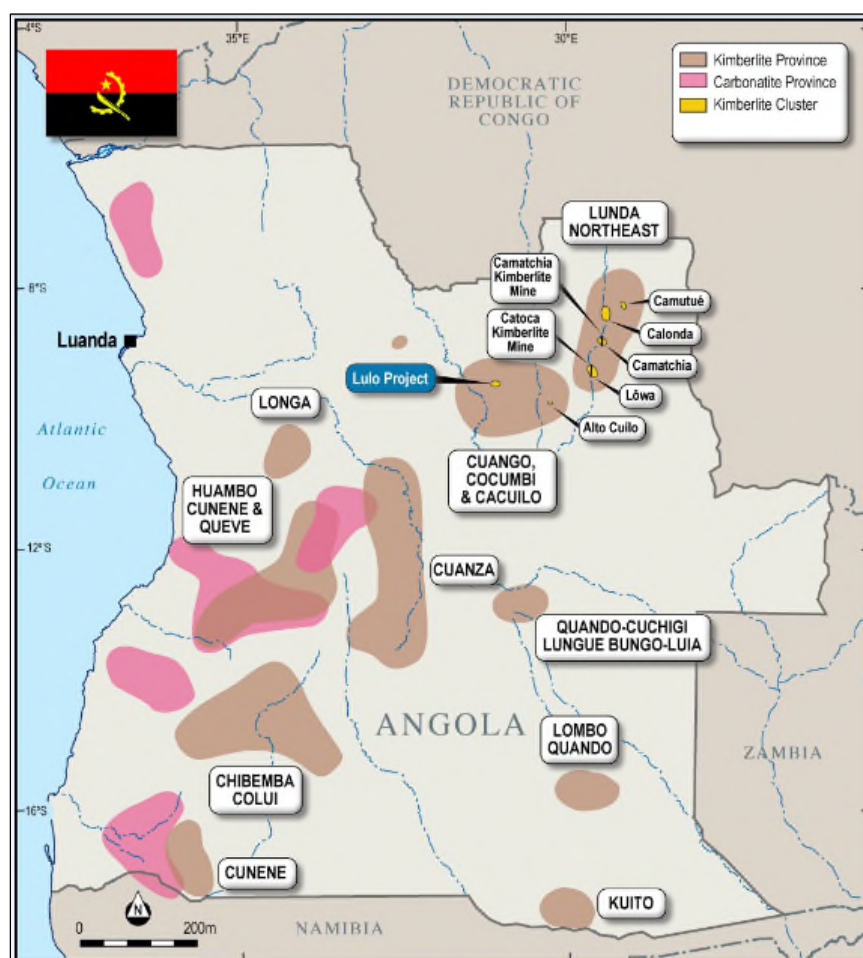 4°S
35°E
30°E
Kimberlite Province
Carbonatite Province
Kimberlite Cluster
DEMOCRATIC
REPUBLIC OF
CONGO
LUNDA
NORTHEAST
Camatchia
Kimberlite
Mine
8°S
Camutué
Catoca
Kimberlite
Mine
Calonda
Luanda
Camatchia
Lulo Project
Lōwa
LONGA
Alto Cuilo
Atlantic
Ocean
CUANGO,
COCUMBI
& CACUILO
HUAMBO
CUNENE &
QUEVE
12°S
CUANZA
QUANDO-CUCHIGI
LUNGUE BUNGO-LUIA
ANGOLA
LOMBO
QUANDO
ZAMBIA
CHIBEMBA
COLUI
16°S
CUNENE
KUITO
N
0
200m
NAMIBIA